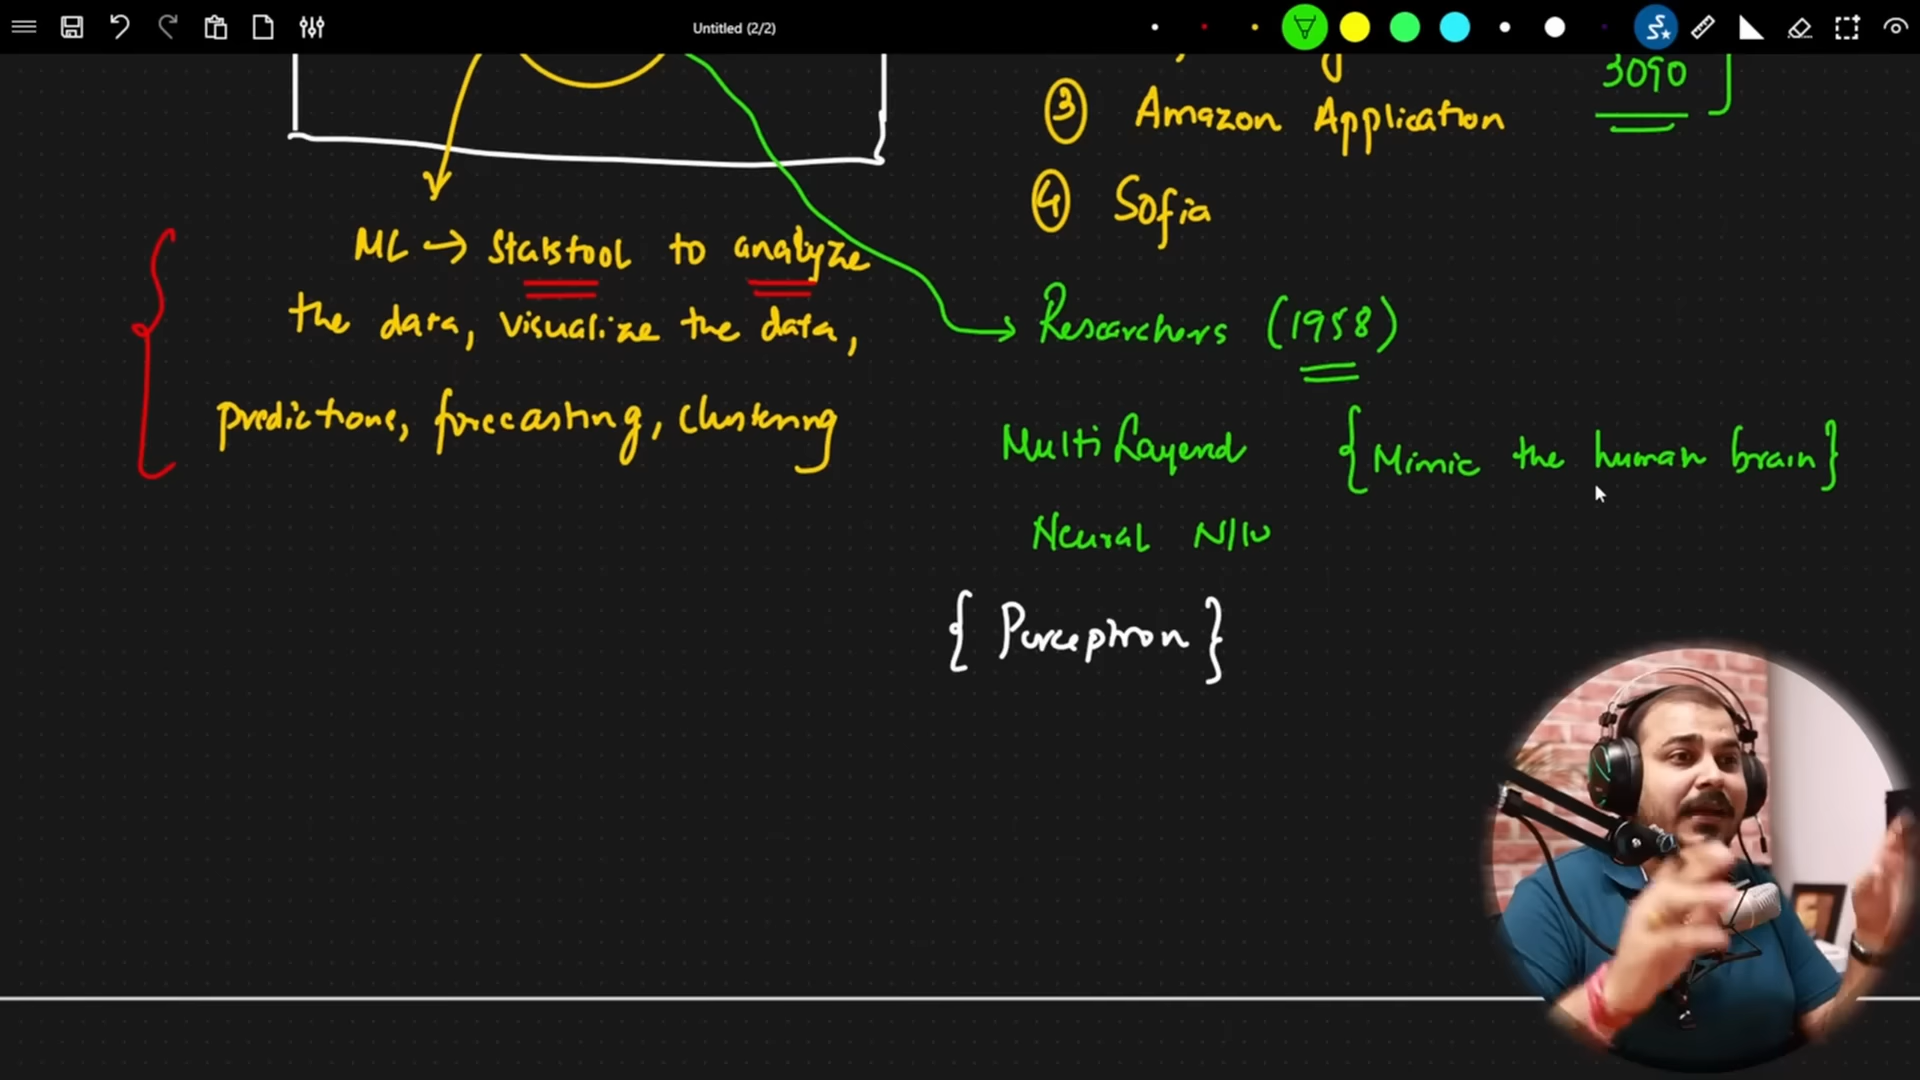 Untitled (2/2)
3090
③ Amazon Application
④ Sofia
ML → Statstool to analyze
the data, visualize the data,
predictions, forecasting, clustering
Researchers (1958)
Multi Layered {Mimic the human brain}
Neural N/W
{ Perceptron }